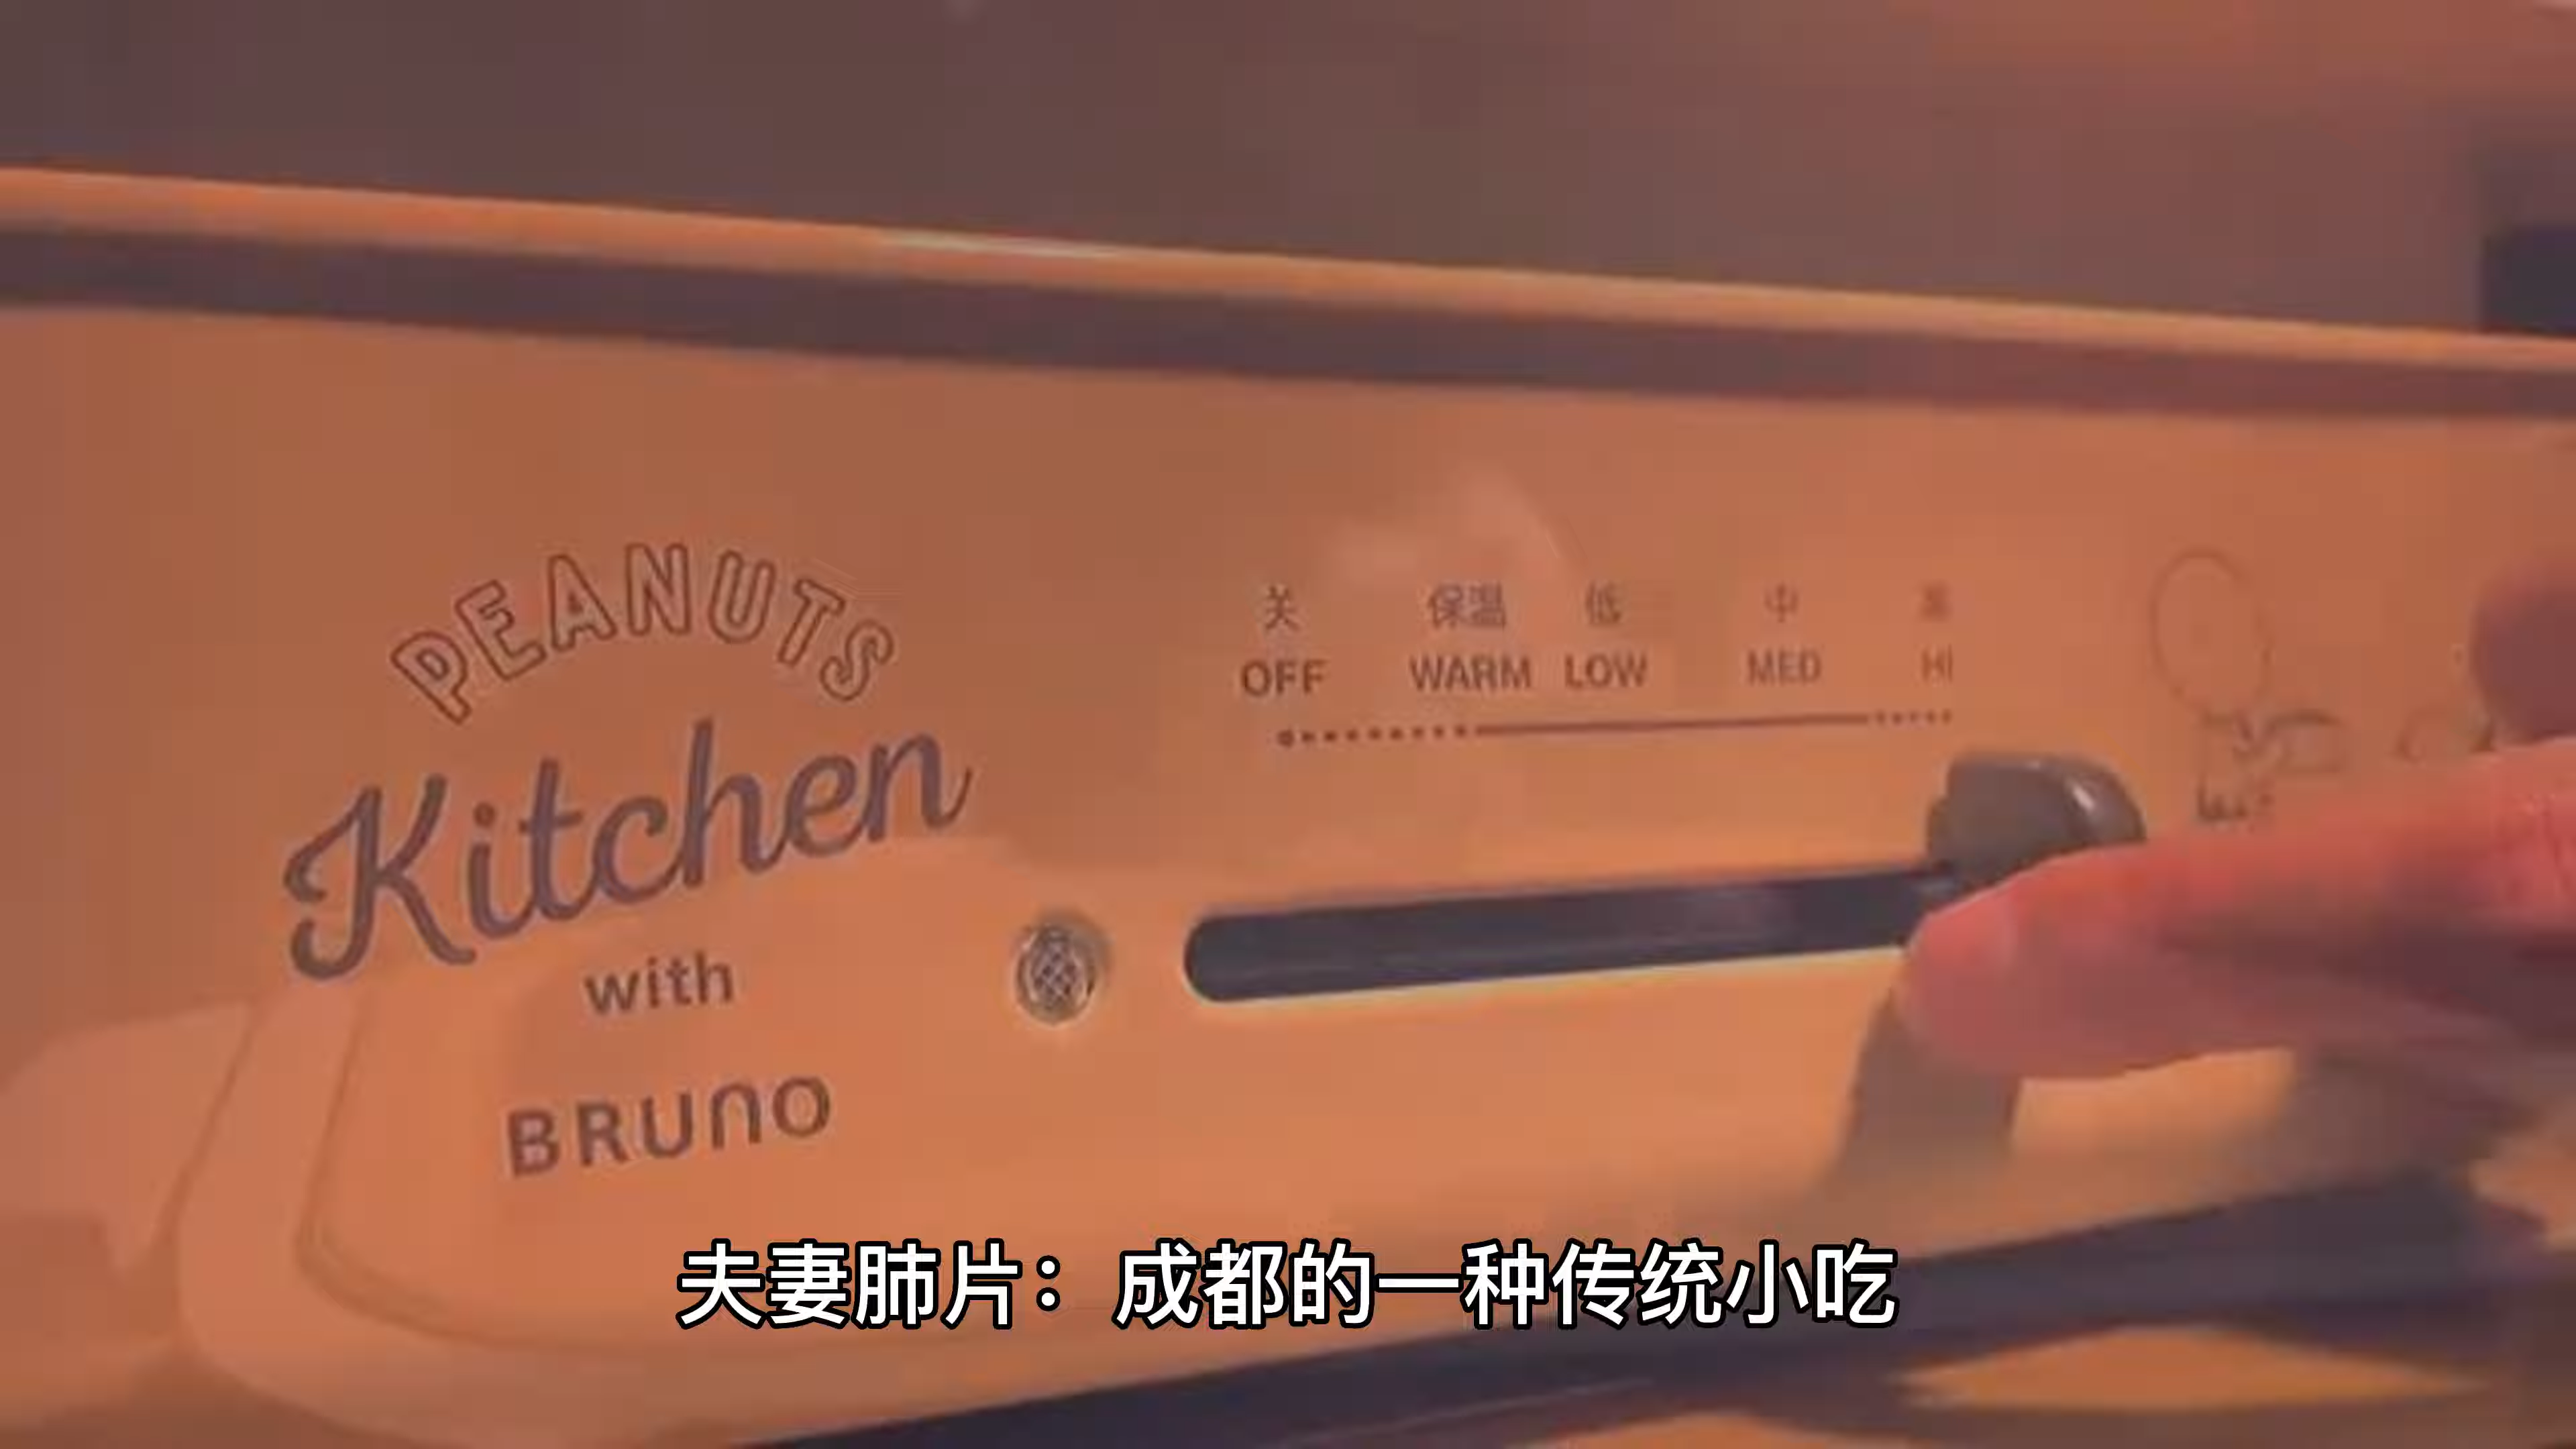 PEANUTS
Kitchen
with
BRUNO
关 保温 低 中 高
OFF WARM LOW MED HI
夫妻肺片：成都的一种传统小吃